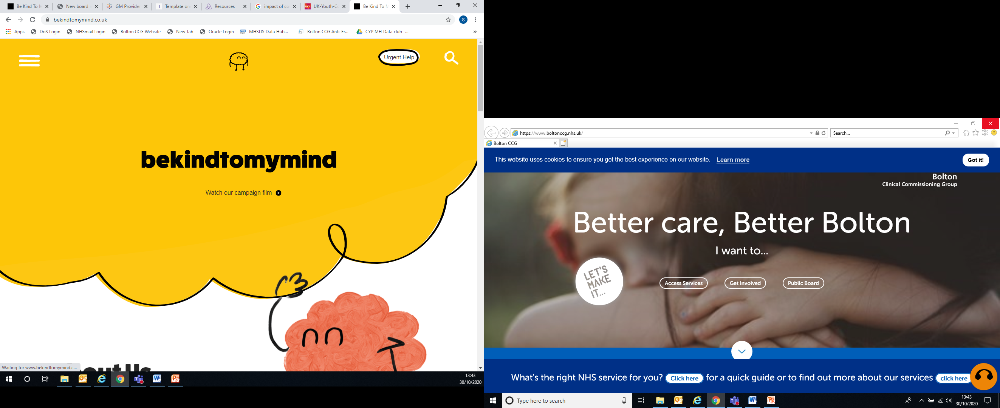 Be Kind To M
New board r
GM Provider
Template on
Resources
impact of co
UK-Youth-Co
Be Kind To M
bekindtomymind.co.uk
S
Apps
DoS Login
NHSmail Login
Bolton CCG Website
New Tab
Oracle Login
MHSDS Data Hub...
Bolton CCG Anti-Fr...
CYP MH Data club -...
»
Urgent Help
bekindtomymind
Watch our campaign film
out Us
Waiting for www.bekindtomymind.c...
13:43
30/10/2020
https://www.boltonccg.nhs.uk/
Search...
Bolton CCG
This website uses cookies to ensure you get the best experience on our website. Learn more
Got it!
Bolton
Clinical Commissioning Group
Better care, Better Bolton
I want to...
LET'S
MAKE
IT...
Access Services
Get Involved
Public Board
What's the right NHS service for you? Click here for a quick guide or to find out more about our services click here
Type here to search
13:43
30/10/2020